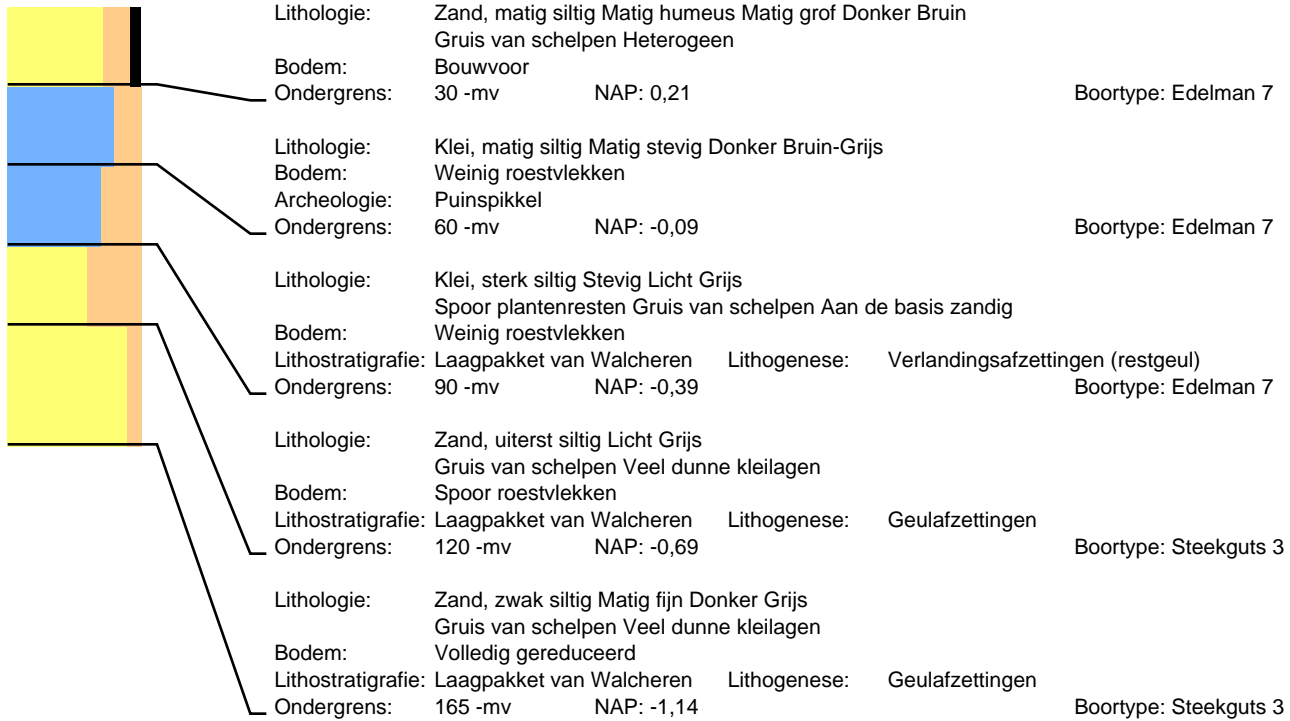 Lithologie: Zand, matig siltig Matig humeus Matig grof Donker Bruin
Gruis van schelpen Heterogeen
Bodem: Bouwvoor
Ondergrens: 30 -mv NAP: 0,21 Boortype: Edelman 7
Lithologie: Klei, matig siltig Matig stevig Donker Bruin-Grijs
Bodem: Weinig roestvlekken
Archeologie: Puinspikkel
Ondergrens: 60 -mv NAP: -0,09 Boortype: Edelman 7
Lithologie: Klei, sterk siltig Stevig Licht Grijs
Spoor plantenresten Gruis van schelpen Aan de basis zandig
Bodem: Weinig roestvlekken
Lithostratigrafie: Laagpakket van Walcheren Lithogenese: Verlandingsafzettingen (restgeul)
Ondergrens: 90 -mv NAP: -0,39 Boortype: Edelman 7
Lithologie: Zand, uiterst siltig Licht Grijs
Gruis van schelpen Veel dunne kleilagen
Bodem: Spoor roestvlekken
Lithostratigrafie: Laagpakket van Walcheren Lithogenese: Geulafzettingen
Ondergrens: 120 -mv NAP: -0,69 Boortype: Steekguts 3
Lithologie: Zand, zwak siltig Matig fijn Donker Grijs
Gruis van schelpen Veel dunne kleilagen
Bodem: Volledig gereduceerd
Lithostratigrafie: Laagpakket van Walcheren Lithogenese: Geulafzettingen
Ondergrens: 165 -mv NAP: -1,14 Boortype: Steekguts 3